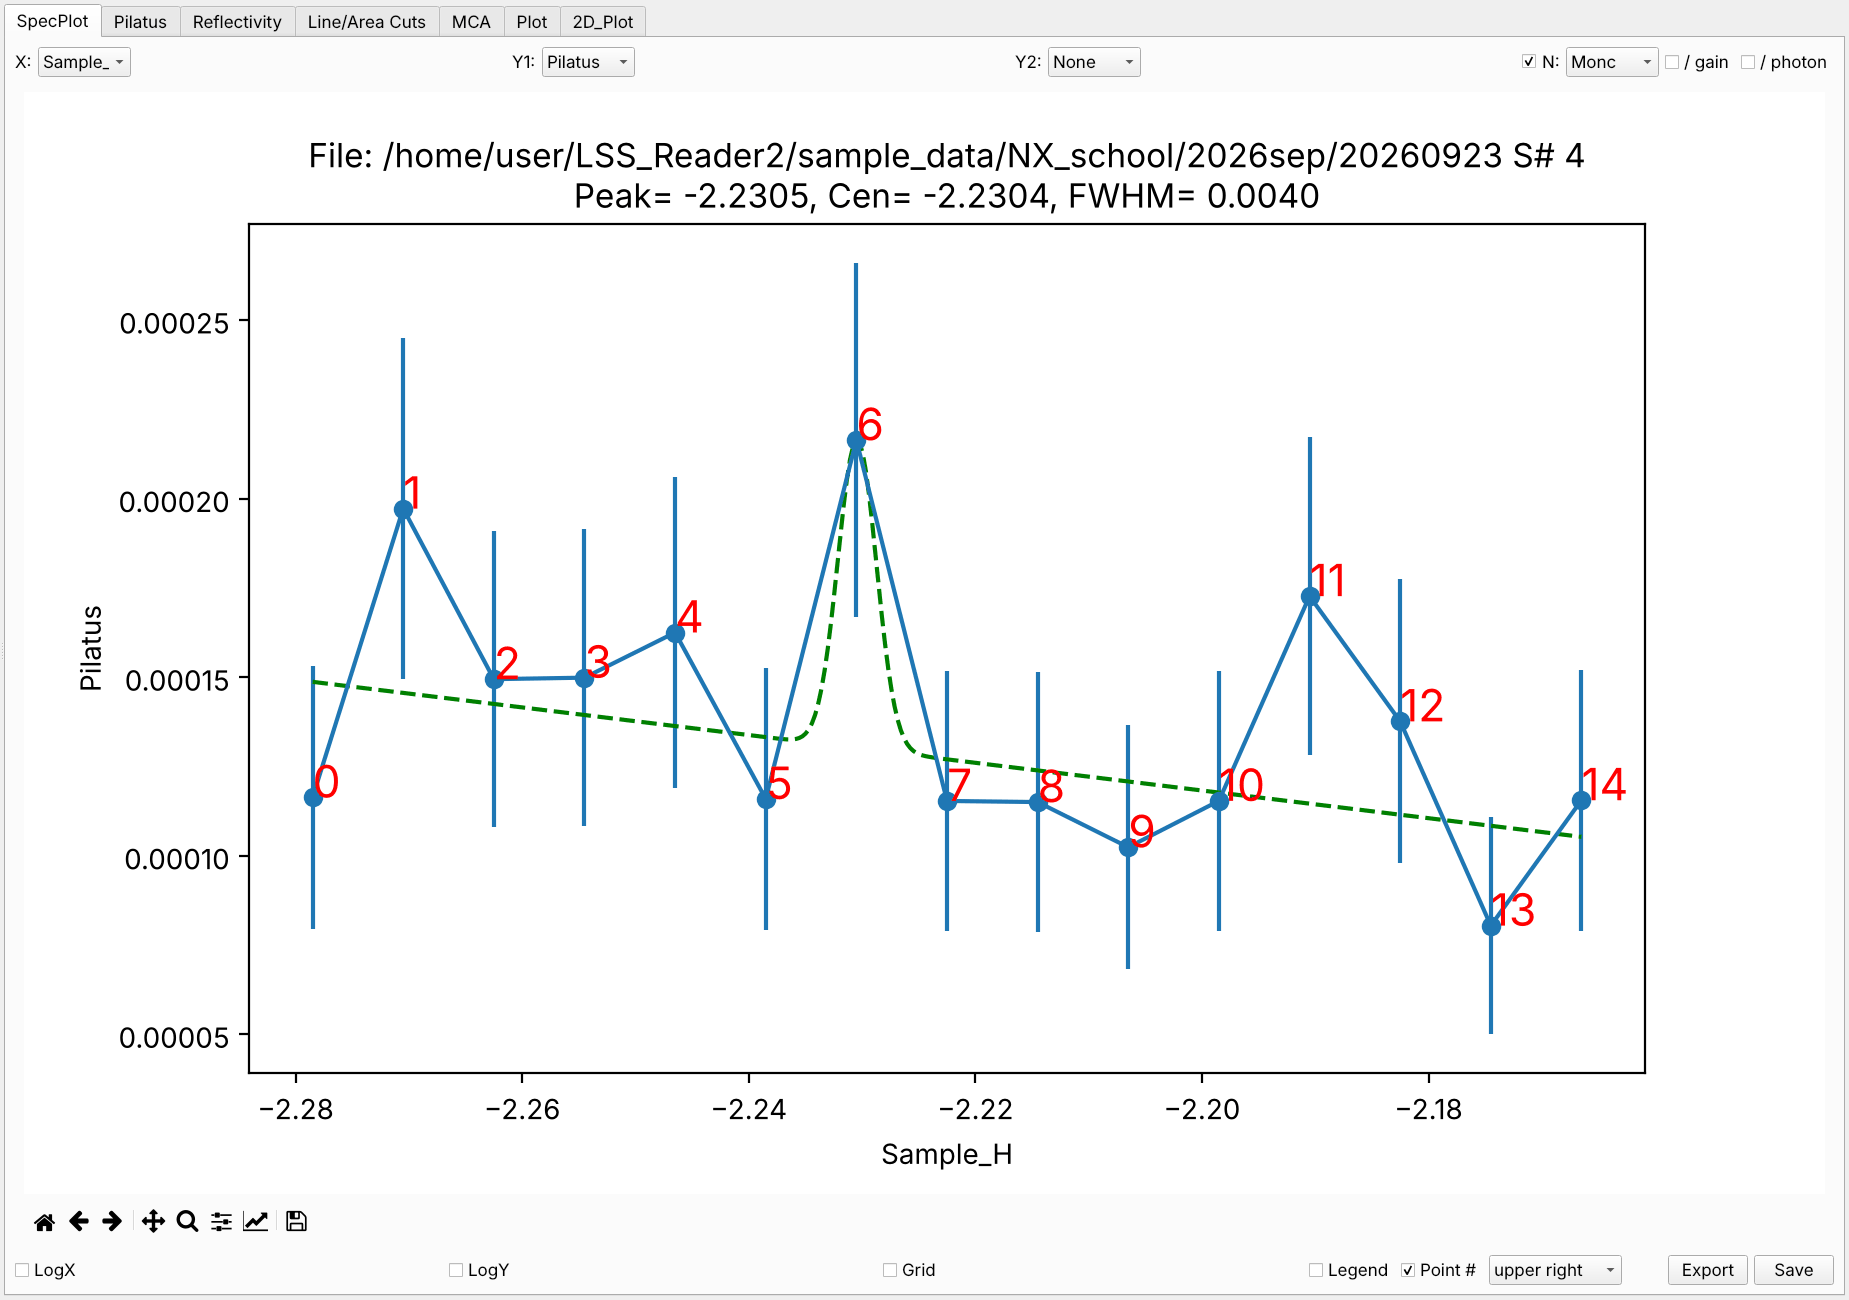 SpecPlot Pilatus Reflectivity Line/Area Cuts MCA Plot 2D_Plot
X: Sample_ Y1: Pilatus Y2: None N: Monc / gain / photon
File: /home/user/LSS_Reader2/sample_data/NX_school/2026sep/20260923 S# 4
Peak= -2.2305, Cen= -2.2304, FWHM= 0.0040
0.00025
0.00020
0.00015
0.00010
0.00005
Pilatus
0
1
2
3
4
5
6
7
8
9
10
11
12
13
14
−2.28 −2.26 −2.24 −2.22 −2.20 −2.18
Sample_H
LogX LogY Grid Legend Point # upper right Export Save